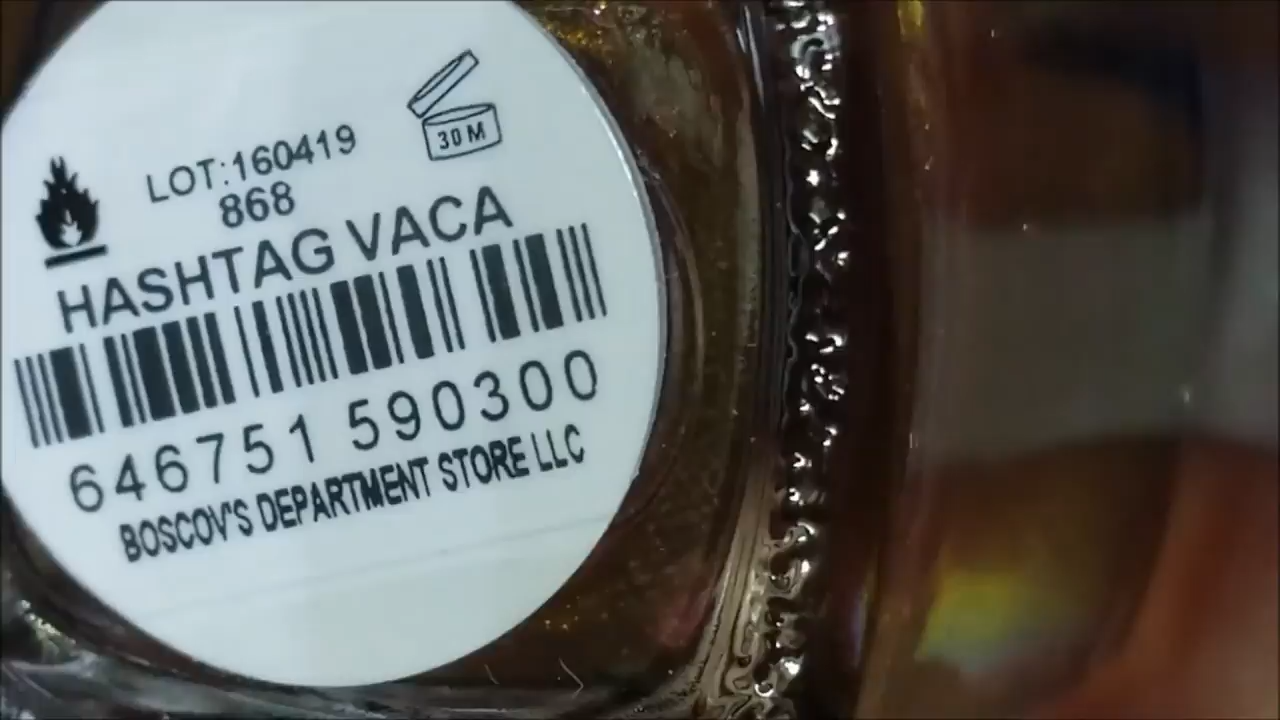 30 M
LOT:160419
868
HASHTAG VACA
646751 590300
BOSCOV'S DEPARTMENT STORE LLC